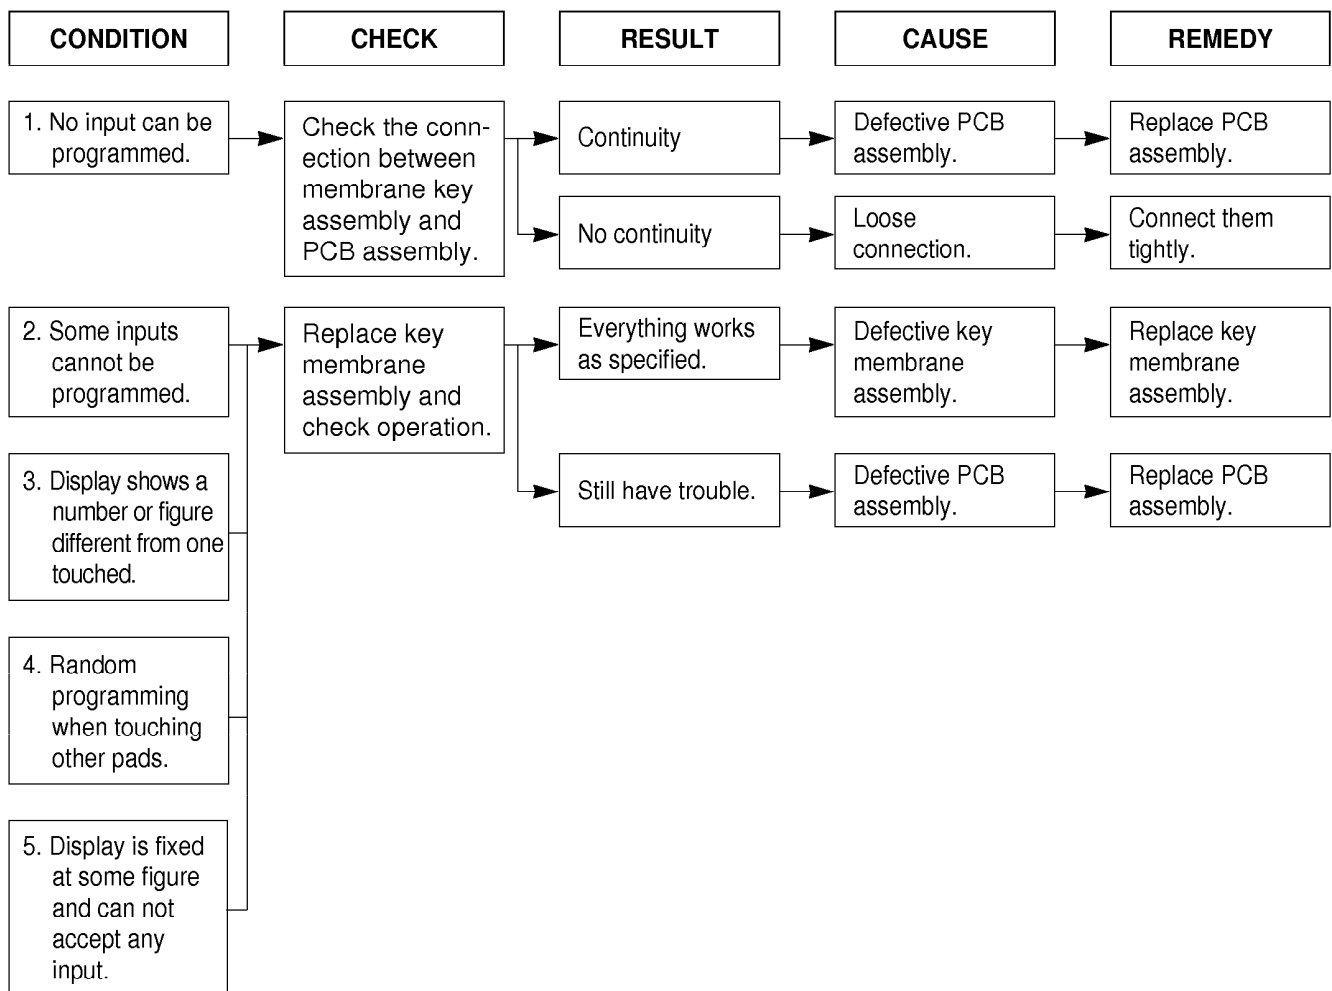 CONDITION
CHECK
RESULT
CAUSE
REMEDY
1. No input can be
programmed.
Check the conn-
ection between
membrane key
assembly and
PCB assembly.
Continuity
Defective PCB
assembly.
Replace PCB
assembly.
No continuity
Loose
connection.
Connect them
tightly.
2. Some inputs
cannot be
programmed.
Replace key
membrane
assembly and
check operation.
Everything works
as specified.
Defective key
membrane
assembly.
Replace key
membrane
assembly.
3. Display shows a
number or figure
different from one
touched.
Still have trouble.
Defective PCB
assembly.
Replace PCB
assembly.
4. Random
programming
when touching
other pads.
5. Display is fixed
at some figure
and can not
accept any
input.